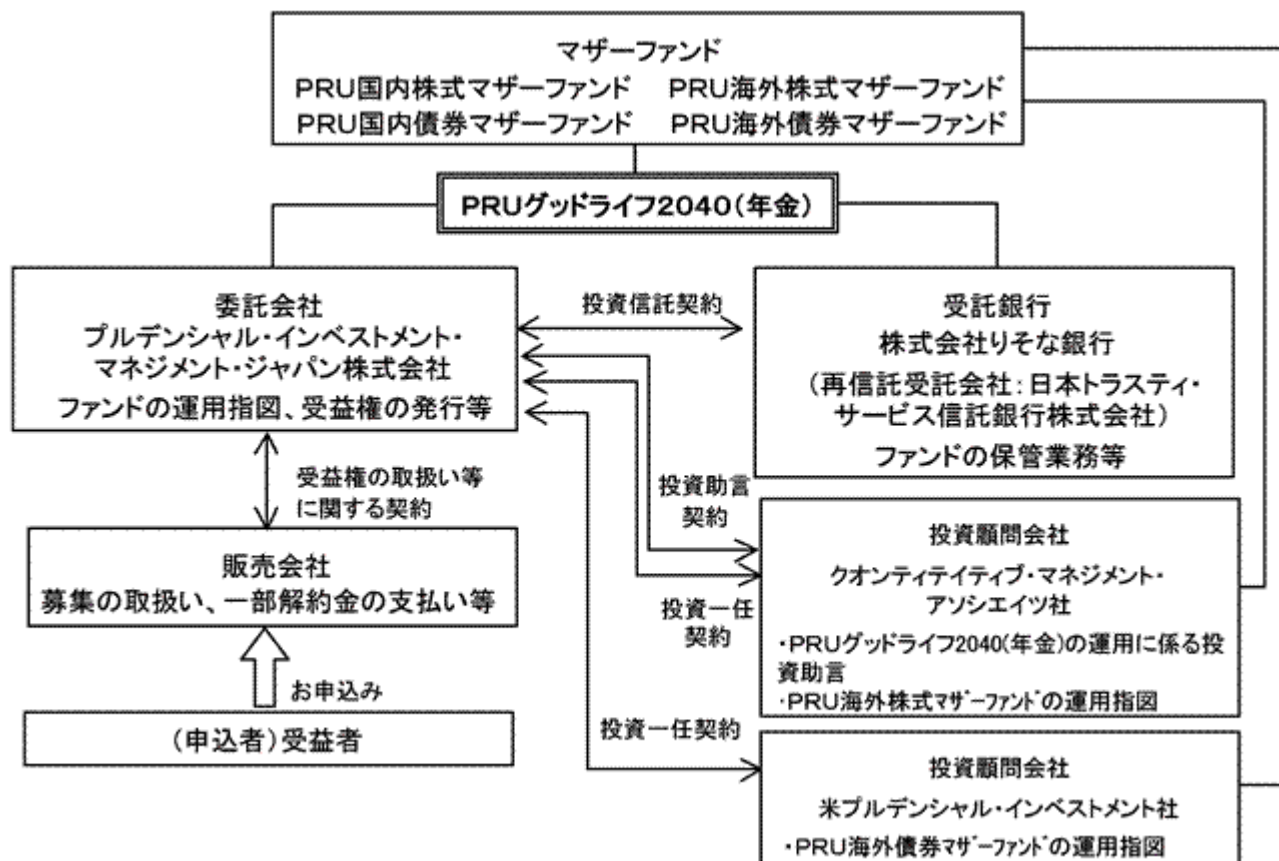 マザーファンド
PRU国内株式マザーファンド　PRU海外株式マザーファンド
PRU国内債券マザーファンド　PRU海外債券マザーファンド
PRUグッドライフ2040(年金)
委託会社
プルデンシャル・インベストメント・
マネジメント・ジャパン株式会社
ファンドの運用指図、受益権の発行等
投資信託契約
受託銀行
株式会社りそな銀行
(再信託受託会社:日本トラスティ・
サービス信託銀行株式会社)
ファンドの保管業務等
受益権の取扱い等
に関する契約
投資助言
契約
販売会社
募集の取扱い、一部解約金の支払い等
投資一任
契約
投資顧問会社
クオンティテイティブ・マネジメント・
アソシエイツ社
・PRUグッドライフ2040(年金)の運用に係る投
資助言
・PRU海外株式マザーファンドの運用指図
お申込み
(申込者)受益者
投資一任契約
投資顧問会社
米プルデンシャル・インベストメント社
・PRU海外債券マザーファンドの運用指図